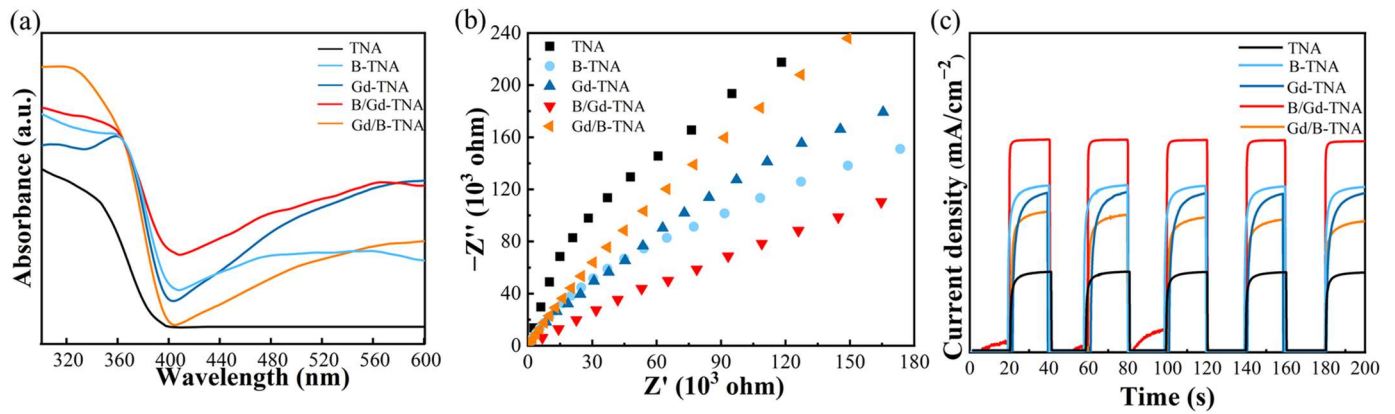 (a)
Absorbance (a.u.)
TNA
B-TNA
Gd-TNA
B/Gd-TNA
Gd/B-TNA
320 360 400 440 480 520 560 600
Wavelength (nm)
(b)
−Z'' (10³ ohm)
240
200
160
120
80
40
0
TNA
B-TNA
Gd-TNA
B/Gd-TNA
Gd/B-TNA
0 30 60 90 120 150 180
Z' (10³ ohm)
(c)
Current density (mA/cm⁻²)
TNA
B-TNA
Gd-TNA
B/Gd-TNA
Gd/B-TNA
0 20 40 60 80 100 120 140 160 180 200
Time (s)